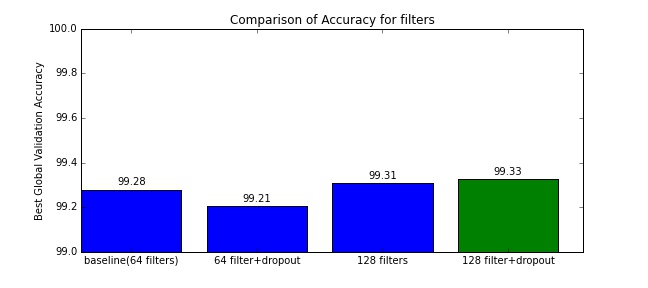 Comparison of Accuracy for filters
Best Global Validation Accuracy
100.0
99.8
99.6
99.4
99.2
99.0
99.28
99.21
99.31
99.33
baseline(64 filters)
64 filter+dropout
128 filters
128 filter+dropout